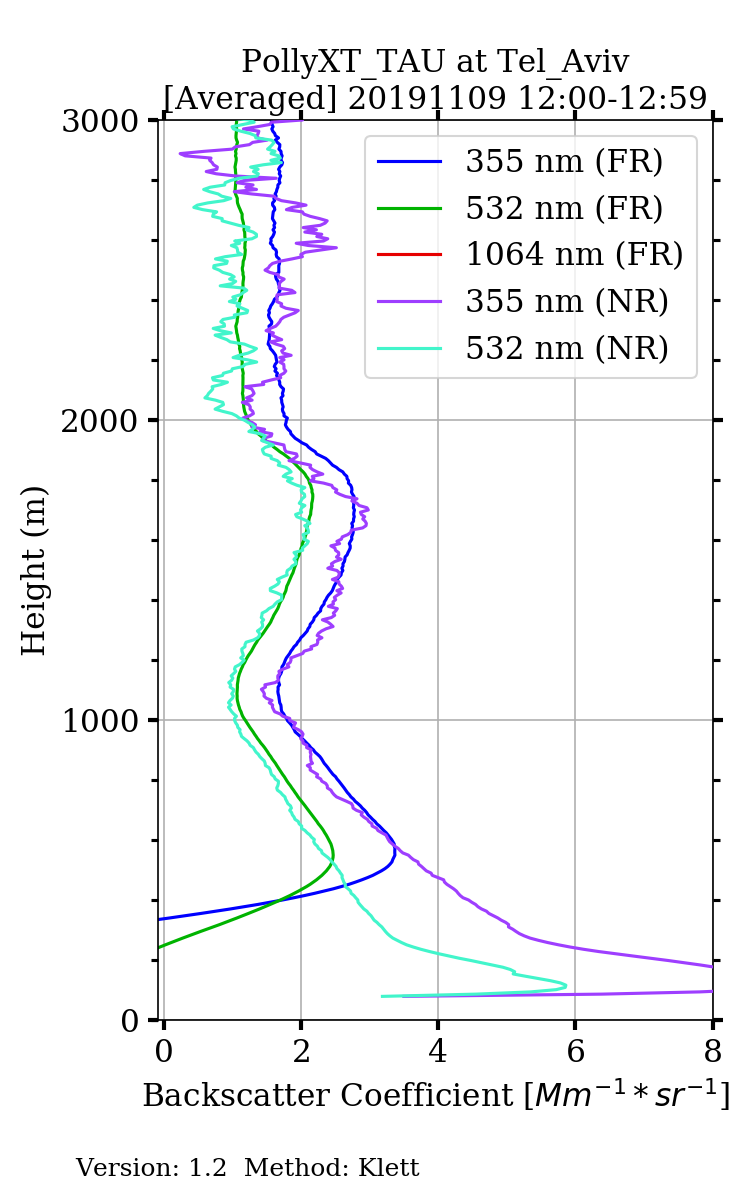 PollyXT_TAU at Tel_Aviv
[Averaged] 20191109 12:00-12:59
3000
2000
1000
0
Height (m)
355 nm (FR)
532 nm (FR)
1064 nm (FR)
355 nm (NR)
532 nm (NR)
0 2 4 6 8
Backscatter Coefficient [Mm⁻¹*sr⁻¹]
Version: 1.2 Method: Klett